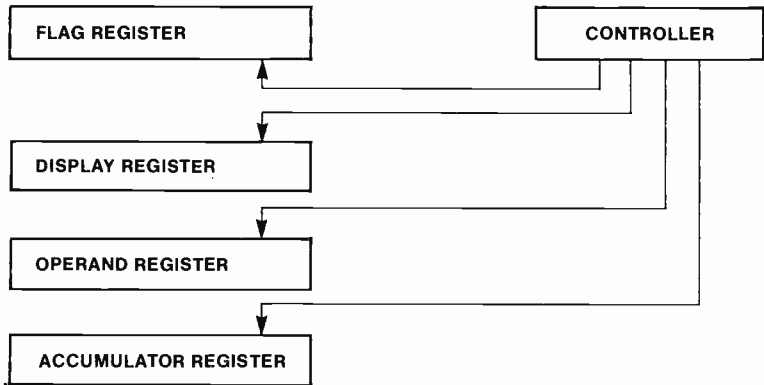 FLAG REGISTER
CONTROLLER
DISPLAY REGISTER
OPERAND REGISTER
ACCUMULATOR REGISTER